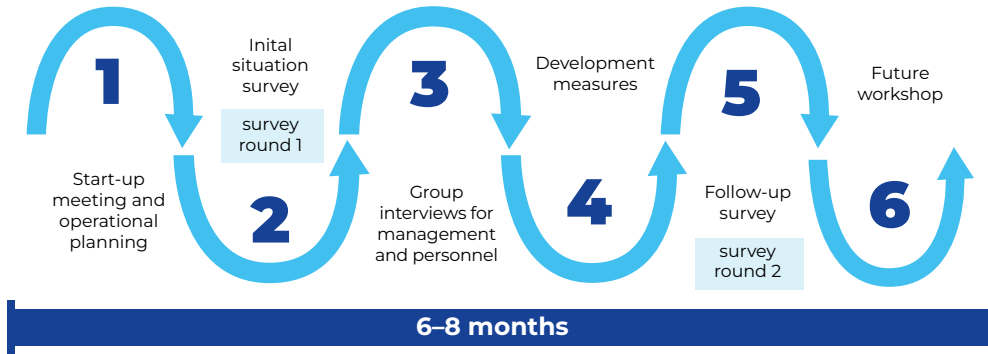 1
Start-up
meeting and
operational
planning
Inital
situation
survey
survey
round 1
2
3
Group
interviews for
management
and personnel
Development
measures
4
5
Follow-up
survey
survey
round 2
Future
workshop
6
6–8 months